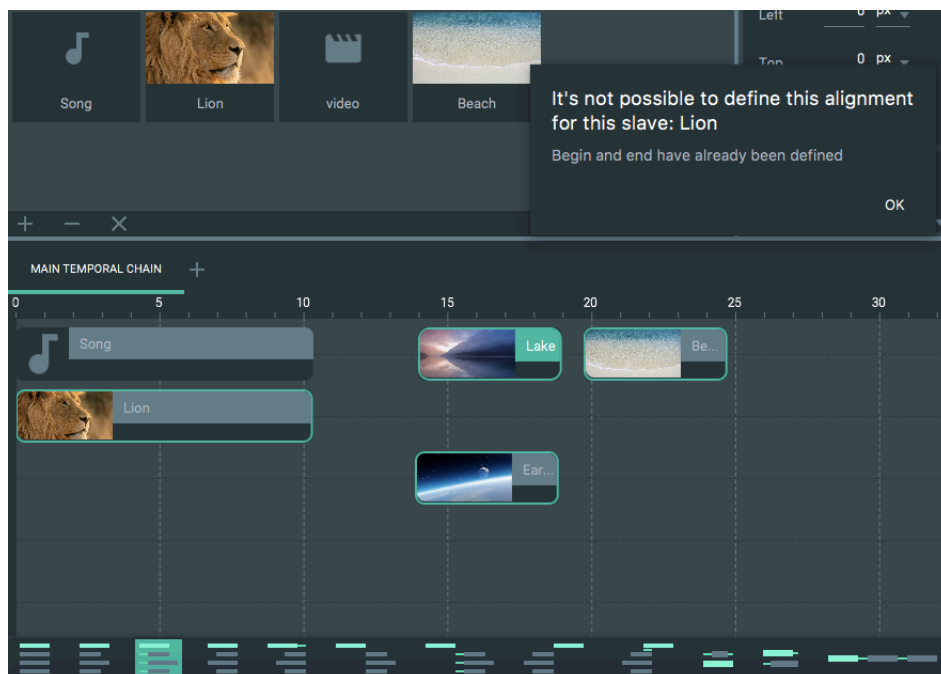 Left 0 px
Top 0 px
Song Lion video Beach
It's not possible to define this alignment
for this slave: Lion
Begin and end have already been defined
OK
MAIN TEMPORAL CHAIN
0 5 10 15 20 25 30
Song Lake Be...
Lion
Ear...